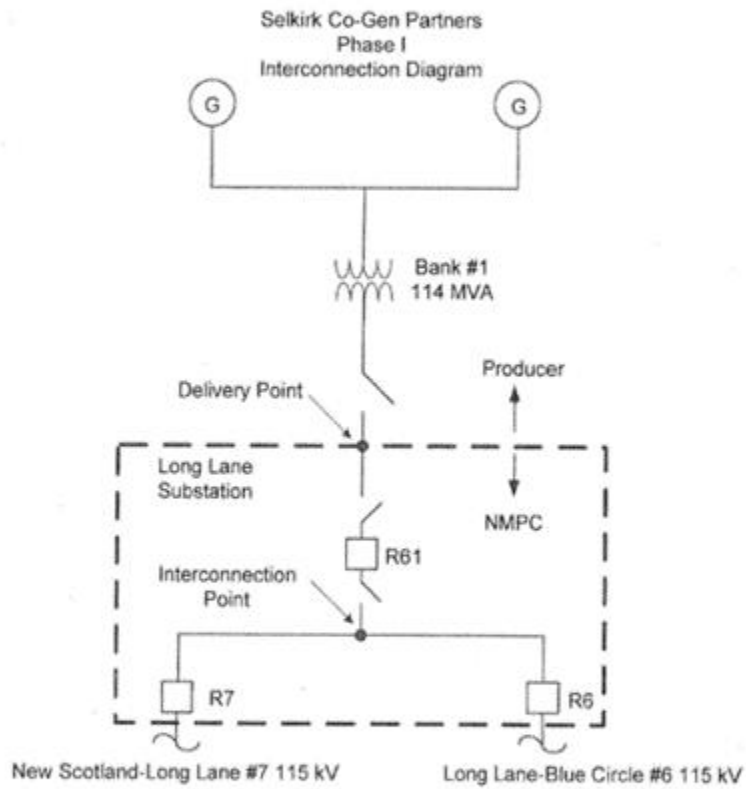 Selkirk Co-Gen Partners
Phase I
Interconnection Diagram
G
G
Bank #1
114 MVA
Delivery Point
Producer
Long Lane
Substation
NMPC
R61
Interconnection
Point
R7
R6
New Scotland-Long Lane #7 115 kV
Long Lane-Blue Circle #6 115 kV